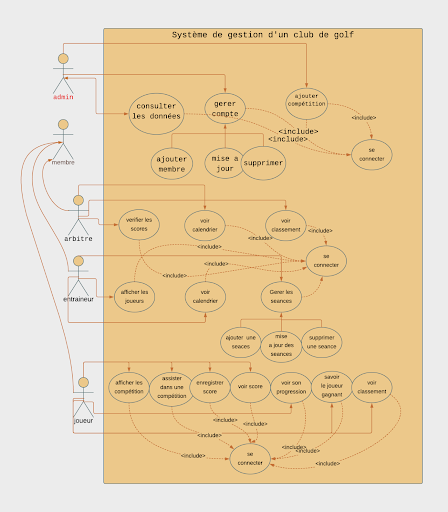 Système de gestion d'un club de golf
admin
consulter
les données
gerer
compte
ajouter
compétition
<include>
<include>
<include>
se
connecter
membre
ajouter
membre
mise a
jour
supprimer
arbitre
verifier les
scores
voir
calendrier
voir
classement
<include>
<include>
<include>
<include>
<include>
se
connecter
entraineur
afficher les
joueurs
voir
calendrier
Gerer les
seances
ajouter une
seaces
mise
a jour des
seances
supprimer
une seance
joueur
afficher les
compétition
assister
dans une
compétition
enregistrer
score
voir score
voir son
progression
savoir
le joueur
gagnant
voir
classement
<include>
<include>
<include>
<include>
<include>
<include>
<include>
se
connecter